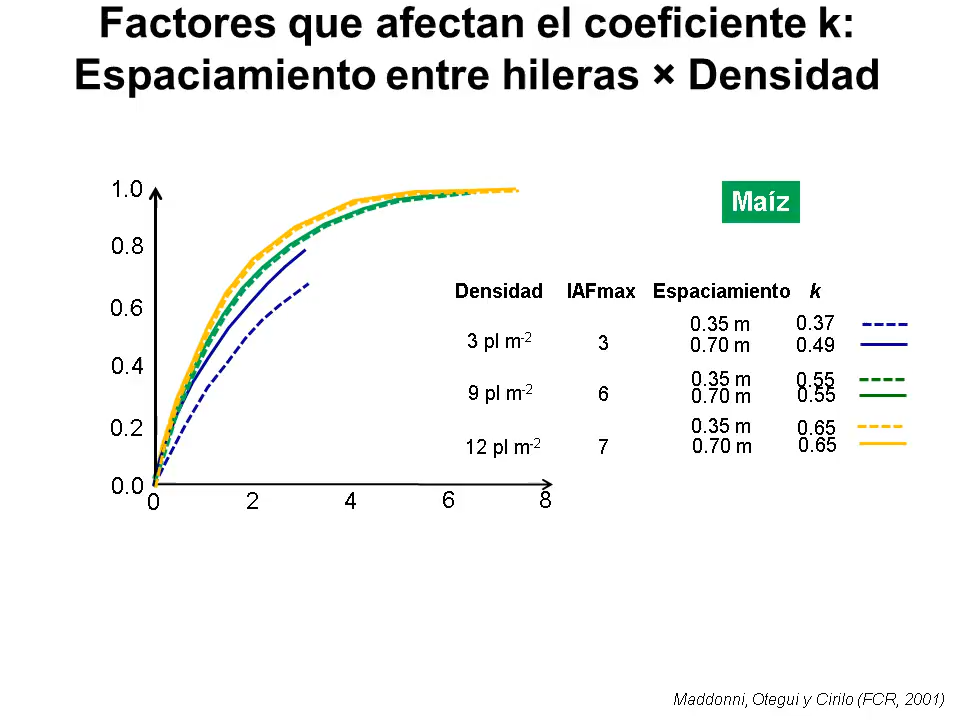 Factores que afectan el coeficiente k:
Espaciamiento entre hileras × Densidad
Maíz
1.0
0.8
0.6
0.4
0.2
0.0
0 2 4 6 8
Densidad IAFmax Espaciamiento k
0.35 m 0.37
3 pl m-2 3 0.70 m 0.49
0.35 m 0.55
9 pl m-2 6 0.70 m 0.55
0.35 m 0.65
12 pl m-2 7 0.70 m 0.65
Maddonni, Otegui y Cirilo (FCR, 2001)